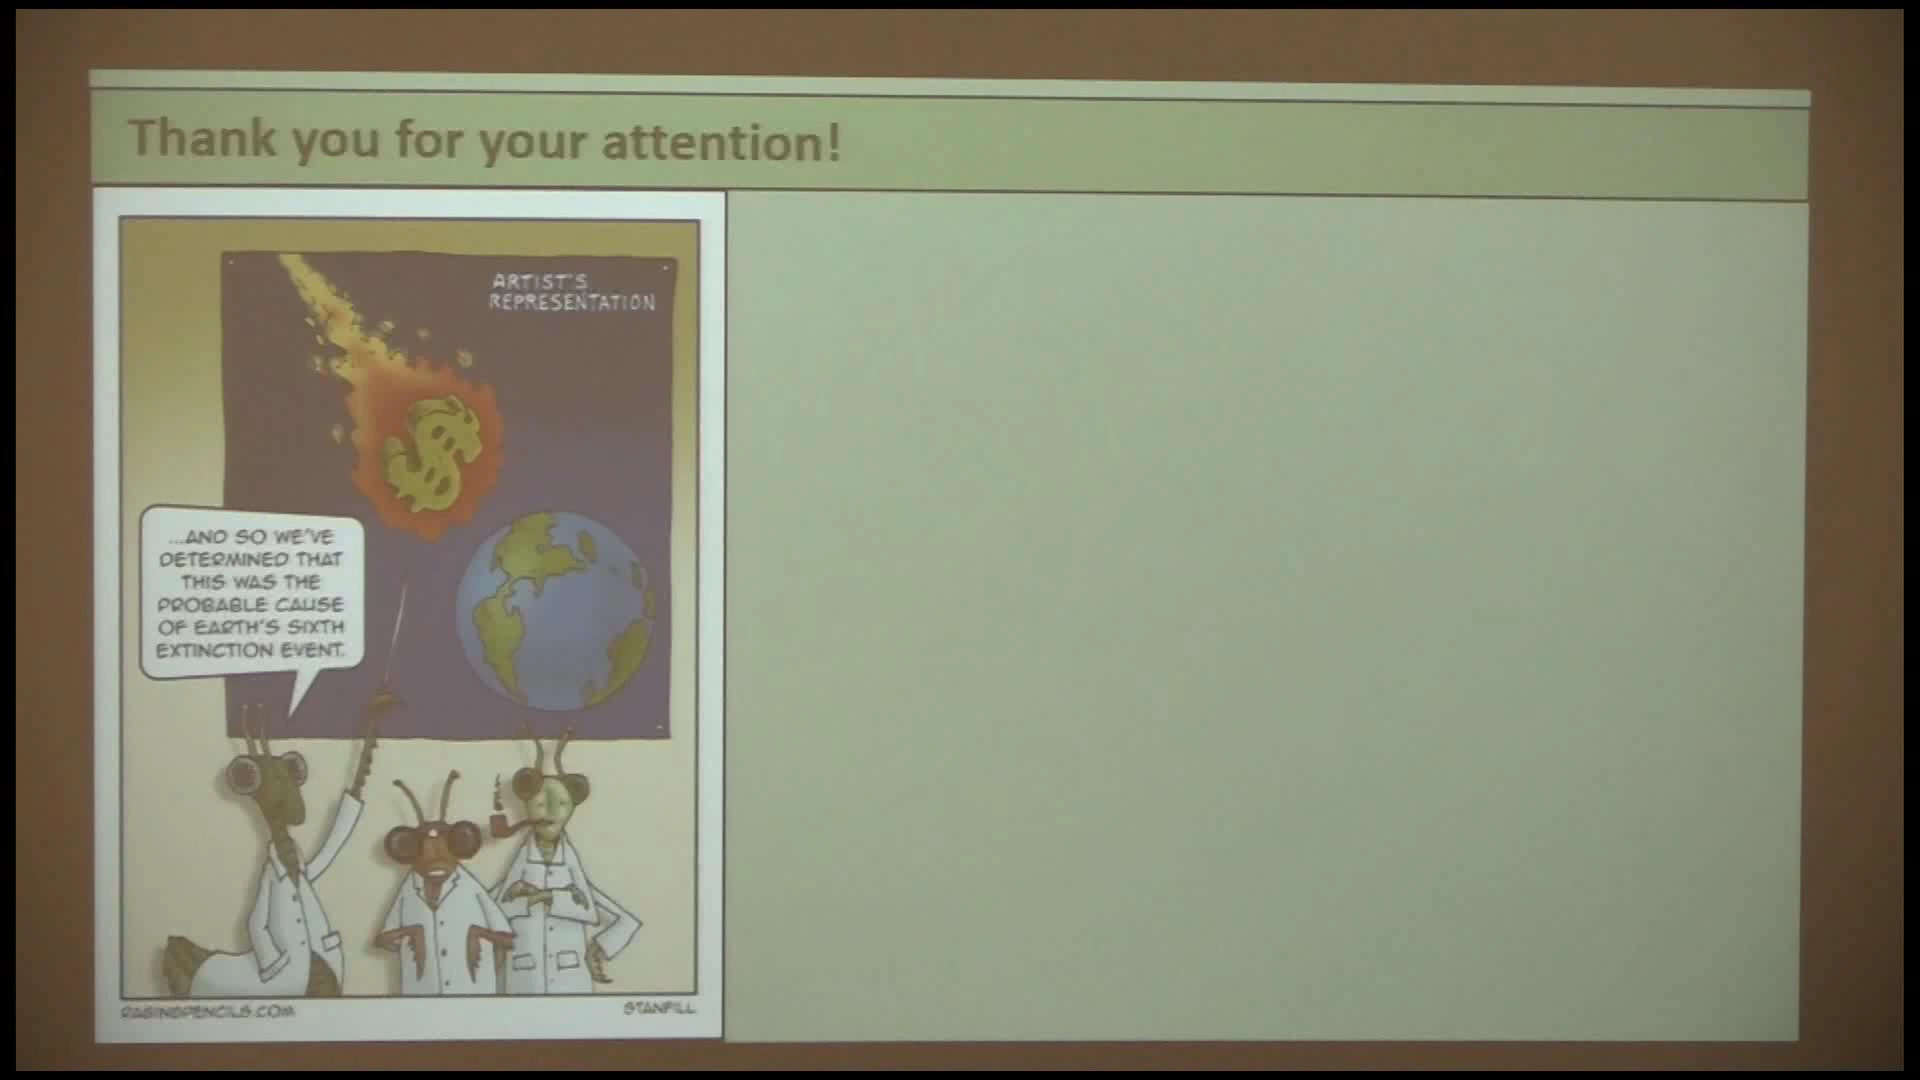 Thank you for your attention!
ARTIST'S
REPRESENTATION
...AND SO WE'VE
DETERMINED THAT
THIS WAS THE
PROBABLE CAUSE
OF EARTH'S SIXTH
EXTINCTION EVENT.
RAGINGPENCILS.COM
STANFILL